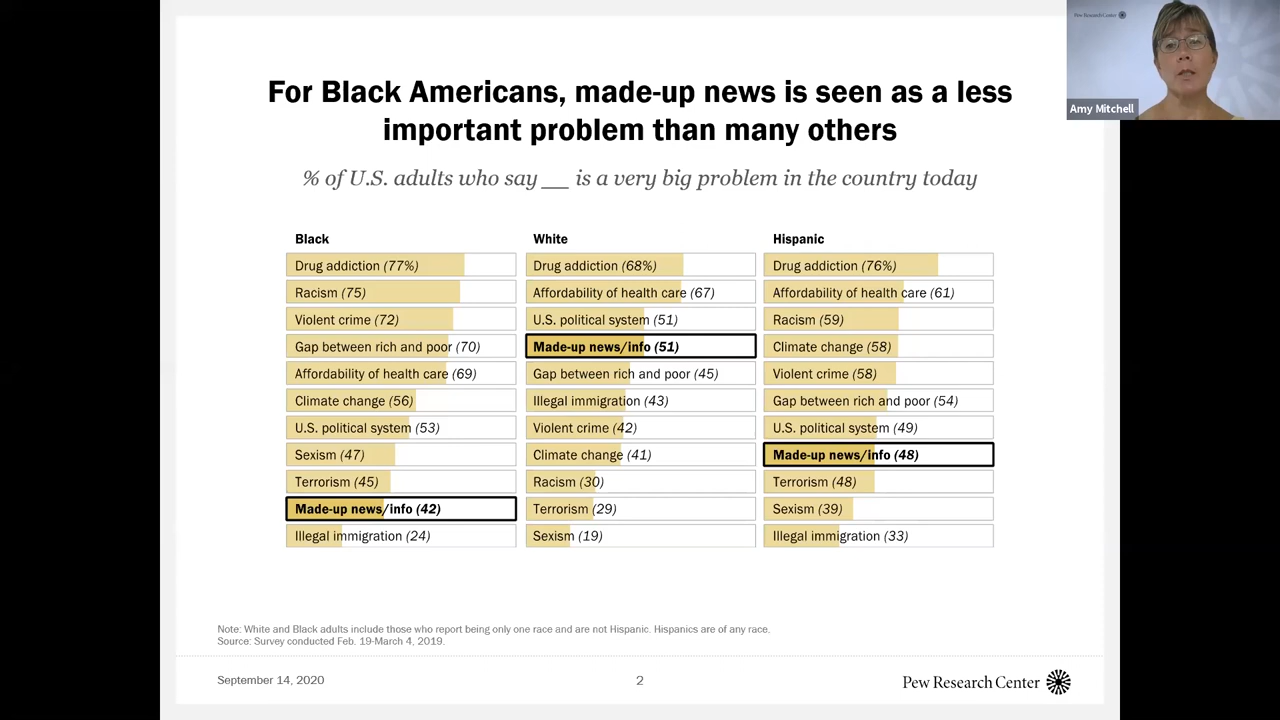 Pew Research Center
Amy Mitchell
For Black Americans, made-up news is seen as a less
important problem than many others
% of U.S. adults who say __ is a very big problem in the country today
Black
Drug addiction (77%)
Racism (75)
Violent crime (72)
Gap between rich and poor (70)
Affordability of health care (69)
Climate change (56)
U.S. political system (53)
Sexism (47)
Terrorism (45)
Made-up news/info (42)
Illegal immigration (24)
White
Drug addiction (68%)
Affordability of health care (67)
U.S. political system (51)
Made-up news/info (51)
Gap between rich and poor (45)
Illegal immigration (43)
Violent crime (42)
Climate change (41)
Racism (30)
Terrorism (29)
Sexism (19)
Hispanic
Drug addiction (76%)
Affordability of health care (61)
Racism (59)
Climate change (58)
Violent crime (58)
Gap between rich and poor (54)
U.S. political system (49)
Made-up news/info (48)
Terrorism (48)
Sexism (39)
Illegal immigration (33)
Note: White and Black adults include those who report being only one race and are not Hispanic. Hispanics are of any race.
Source: Survey conducted Feb. 19-March 4, 2019.
September 14, 2020
2
Pew Research Center